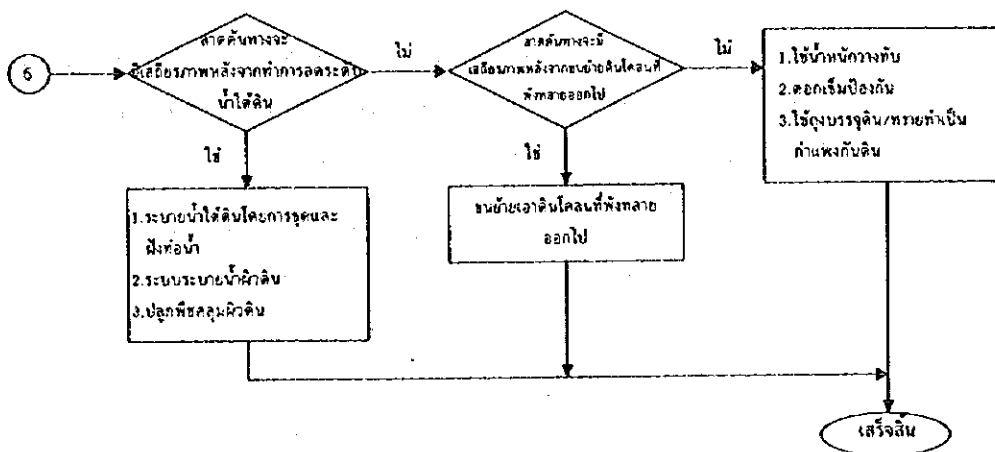 6
ลาดคันทางจะ
มีเสถียรภาพหลังจากทำการลดระดับ
น้ำใต้ดิน
ไม่
ลาดคันทางจะมี
เสถียรภาพหลังจากขนย้ายดินโคลนที่
พังทลายออกไป
ไม่
1.ใช้น้ำหนักวางทับ
2.ตอกเข็มป้องกัน
3.ใช้ถุงบรรจุดิน/ทรายทำเป็น
กำแพงกันดิน
ใช่
ใช่
1.ระบายน้ำใต้ดินโดยการขุดและ
ฝังท่อน้ำ
2.ระบบระบายน้ำผิวดิน
3.ปลูกพืชคลุมผิวดิน
ขนย้ายเอาดินโคลนที่พังทลาย
ออกไป
เสร็จสิ้น